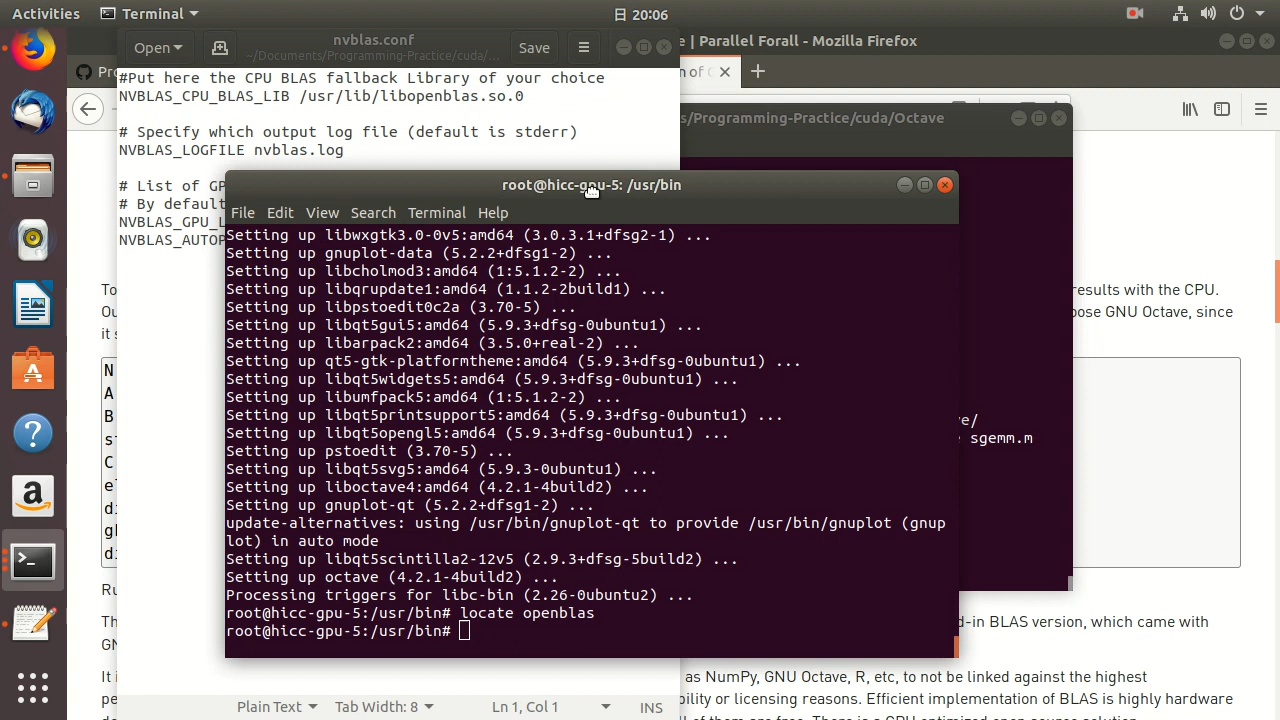 Activities
Terminal
日 20:06
Open
nvblas.conf
~/Documents/Programming-Practice/cuda/...
Save
e | Parallel Forall - Mozilla Firefox
Pro
n of C
#Put here the CPU BLAS fallback Library of your choice
NVBLAS_CPU_BLAS_LIB /usr/lib/libopenblas.so.0
# Specify which output log file (default is stderr)
NVBLAS_LOGFILE nvblas.log
# List of GP
# By default
NVBLAS_GPU_L
NVBLAS_AUTOP
s/Programming-Practice/cuda/Octave
root@hicc-gpu-5: /usr/bin
File Edit View Search Terminal Help
Setting up libwxgtk3.0-0v5:amd64 (3.0.3.1+dfsg2-1) ...
Setting up gnuplot-data (5.2.2+dfsg1-2) ...
Setting up libcholmod3:amd64 (1:5.1.2-2) ...
Setting up libqrupdate1:amd64 (1.1.2-2build1) ...
Setting up libpstoedit0c2a (3.70-5) ...
Setting up libqt5gui5:amd64 (5.9.3+dfsg-0ubuntu1) ...
Setting up libarpack2:amd64 (3.5.0+real-2) ...
Setting up qt5-gtk-platformtheme:amd64 (5.9.3+dfsg-0ubuntu1) ...
Setting up libqt5widgets5:amd64 (5.9.3+dfsg-0ubuntu1) ...
Setting up libumfpack5:amd64 (1:5.1.2-2) ...
Setting up libqt5printsupport5:amd64 (5.9.3+dfsg-0ubuntu1) ...
Setting up libqt5opengl5:amd64 (5.9.3+dfsg-0ubuntu1) ...
Setting up pstoedit (3.70-5) ...
Setting up libqt5svg5:amd64 (5.9.3-0ubuntu1) ...
Setting up liboctave4:amd64 (4.2.1-4build2) ...
Setting up gnuplot-qt (5.2.2+dfsg1-2) ...
update-alternatives: using /usr/bin/gnuplot-qt to provide /usr/bin/gnuplot (gnup
lot) in auto mode
Setting up libqt5scintilla2-12v5 (2.9.3+dfsg-5build2) ...
Setting up octave (4.2.1-4build2) ...
Processing triggers for libc-bin (2.26-0ubuntu2) ...
root@hicc-gpu-5:/usr/bin# locate openblas
root@hicc-gpu-5:/usr/bin#
ve/
e sgemm.m
To
results with the CPU.
Ou
ose GNU Octave, since
it s
N
A
B
s
C
e
d
g
d
Ru
Th
d-in BLAS version, which came with
GN
It i
as NumPy, GNU Octave, R, etc, to not be linked against the highest
pe
bility or licensing reasons. Efficient implementation of BLAS is highly hardware
Plain Text
Tab Width: 8
Ln 1, Col 1
INS